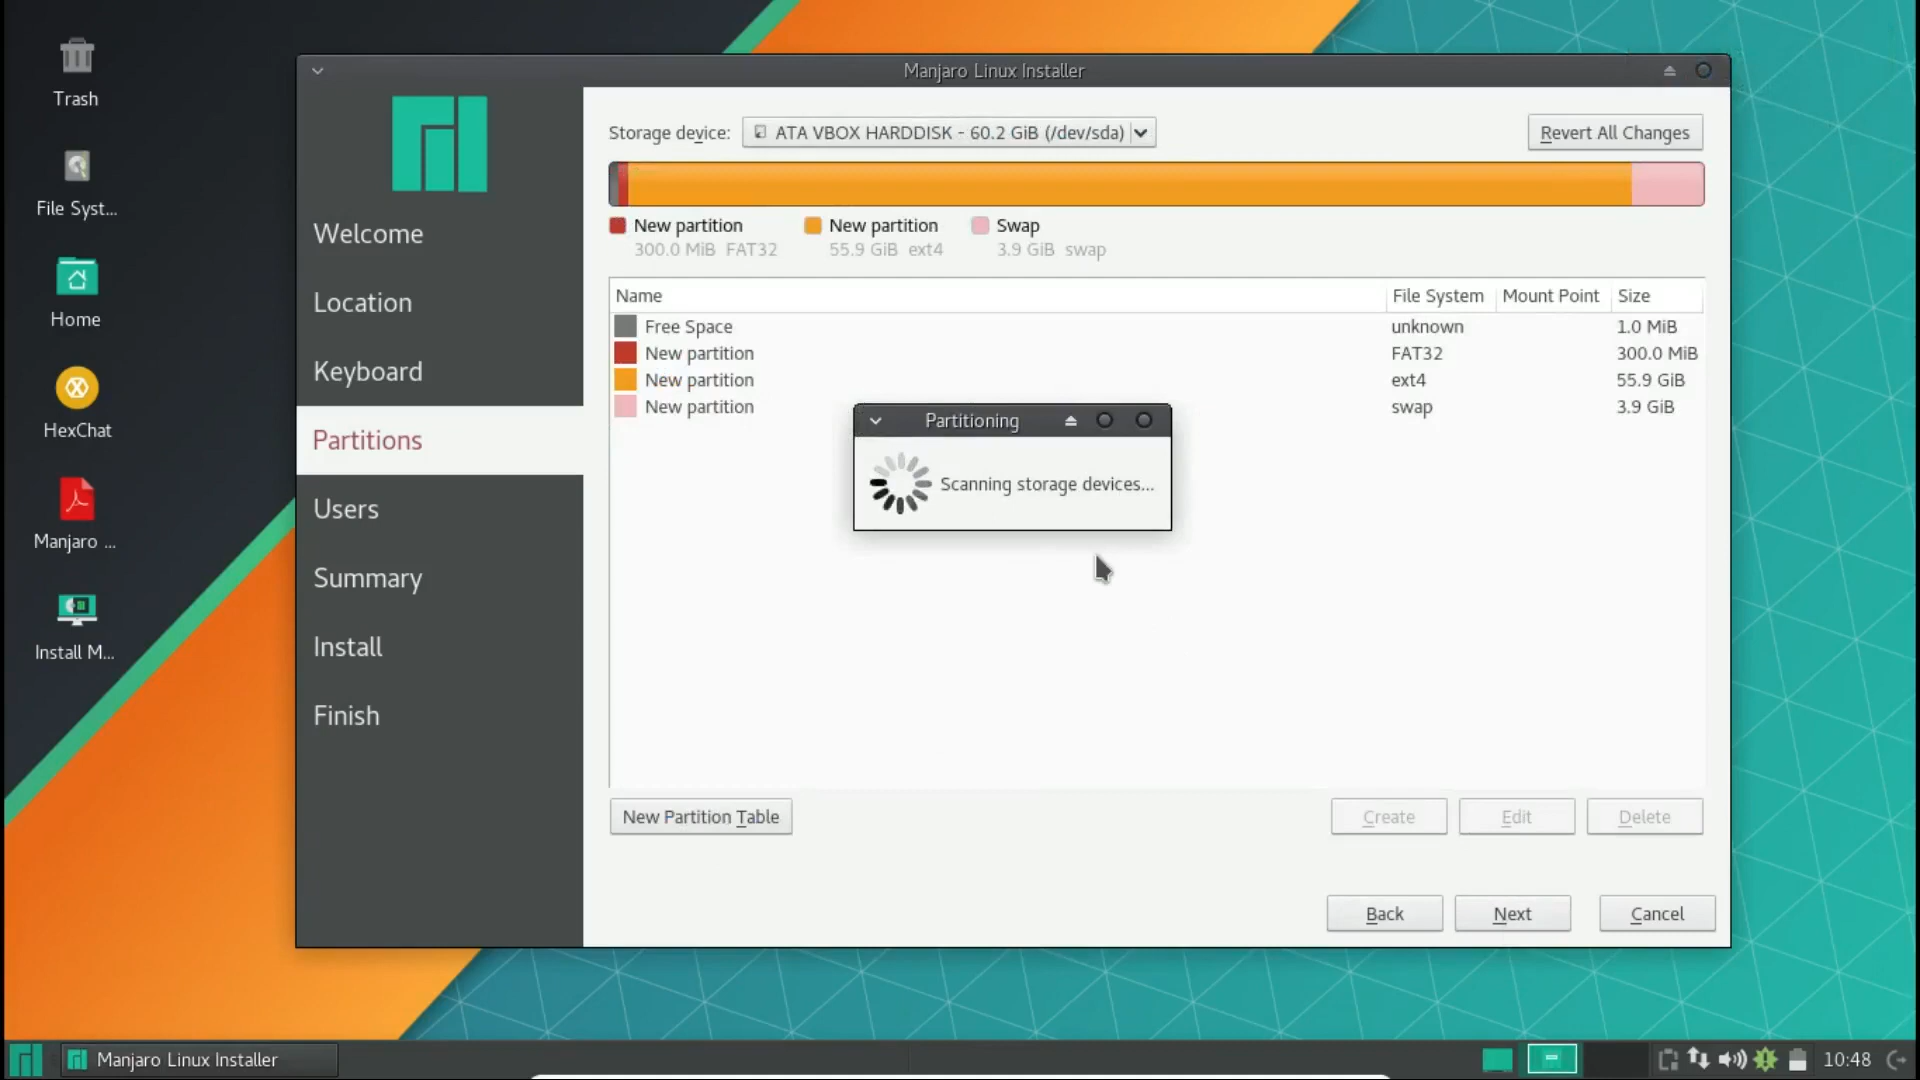 Trash
File Syst...
Home
HexChat
Manjaro ...
Install M...
Manjaro Linux Installer
Welcome
Location
Keyboard
Partitions
Users
Summary
Install
Finish
Storage device: ATA VBOX HARDDISK - 60.2 GiB (/dev/sda) Revert All Changes
New partition New partition Swap
300.0 MiB FAT32 55.9 GiB ext4 3.9 GiB swap
Name File System Mount Point Size
Free Space unknown 1.0 MiB
New partition FAT32 300.0 MiB
New partition ext4 55.9 GiB
New partition swap 3.9 GiB
Partitioning
Scanning storage devices...
New Partition Table Create Edit Delete
Back Next Cancel
Manjaro Linux Installer 10:48